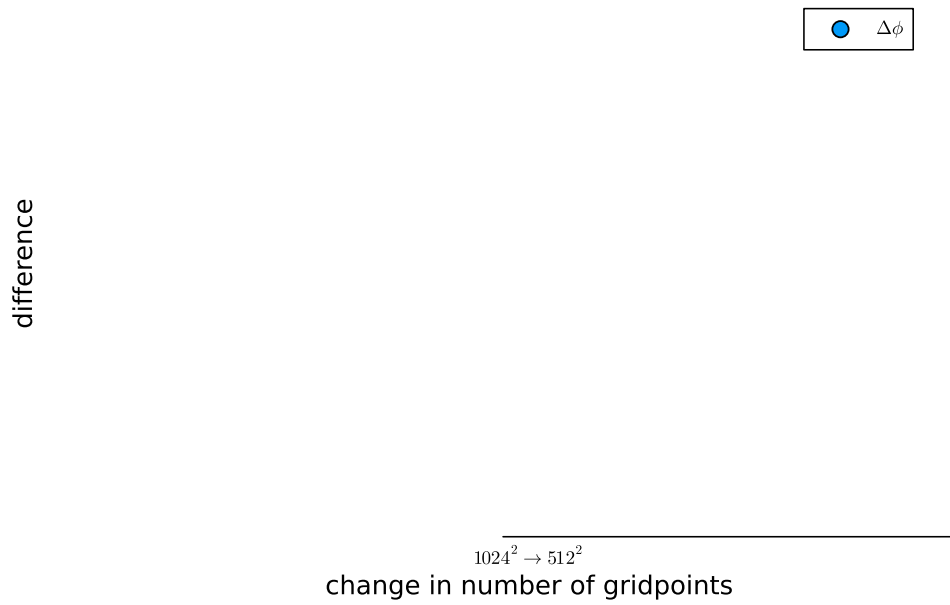 Δϕ
difference
1024² → 512²
change in number of gridpoints